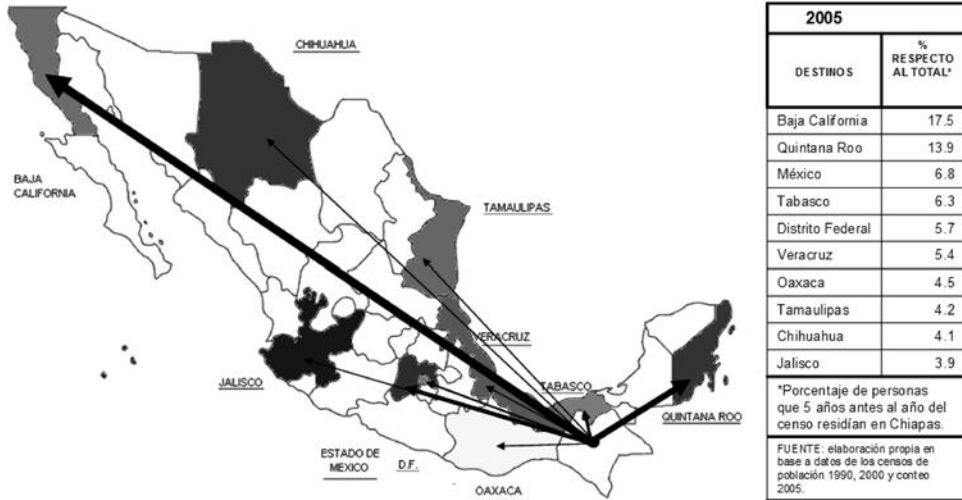 CHIHUAHUA
BAJA
CALIFORNIA
TAMAULIPAS
VERACRUZ
JALISCO
TABASCO
QUINTANA ROO
ESTADO DE
MEXICO
D.F.
OAXACA
2005
DESTINOS
%
RESPECTO
AL TOTAL*
Baja California 17.5
Quintana Roo 13.9
México 6.8
Tabasco 6.3
Distrito Federal 5.7
Veracruz 5.4
Oaxaca 4.5
Tamaulipas 4.2
Chihuahua 4.1
Jalisco 3.9
*Porcentaje de personas
que 5 años antes al año del
censo residían en Chiapas.
FUENTE: elaboración propia en
base a datos de los censos de
población 1990, 2000 y conteo
2005.